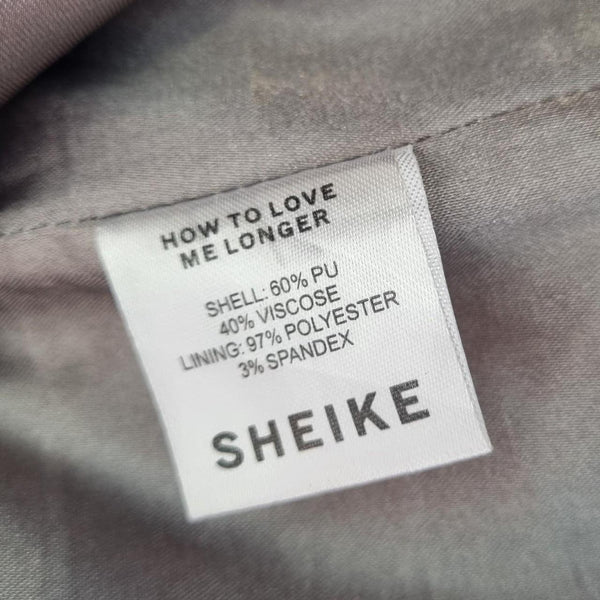 HOW TO LOVE
ME LONGER
SHELL: 60% PU
40% VISCOSE
LINING: 97% POLYESTER
3% SPANDEX
SHEIKE